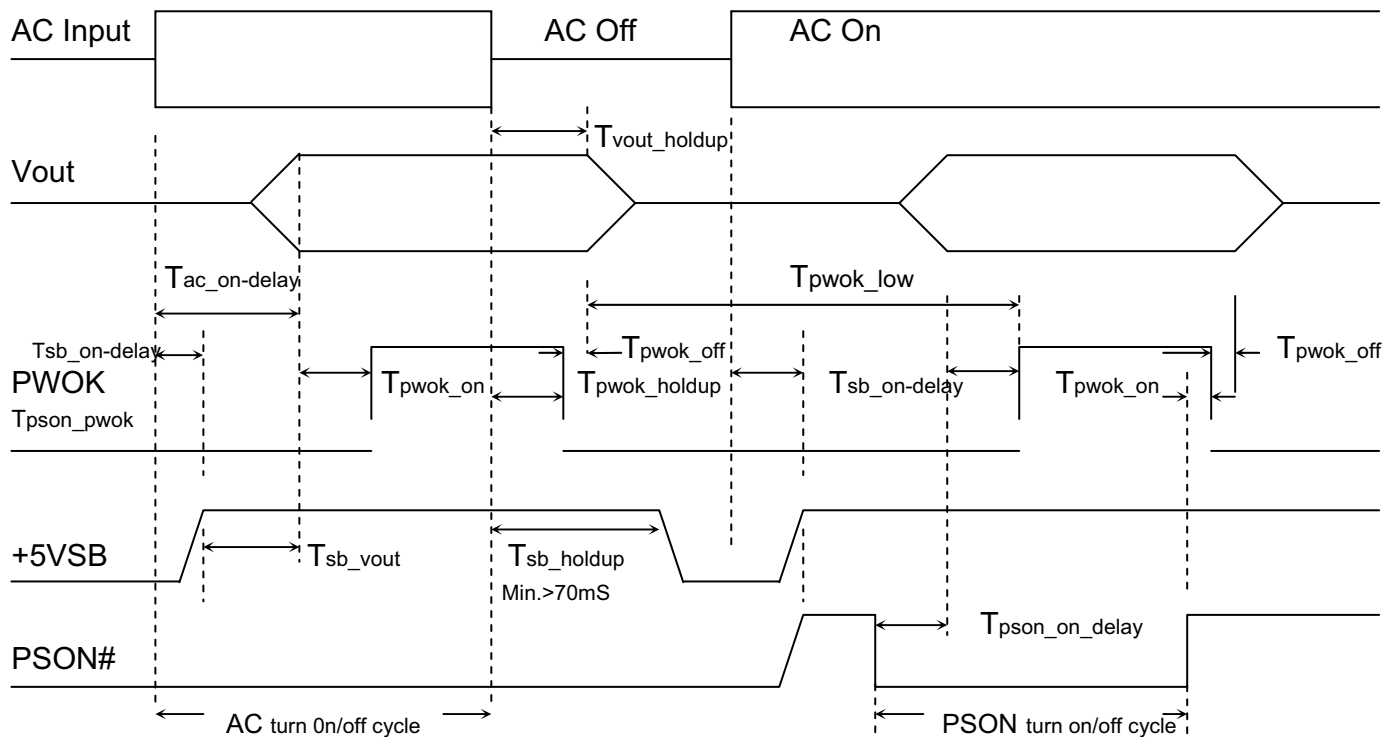 AC Input
AC Off
AC On
Tvout_holdup
Vout
Tac_on-delay
Tpwok_low
Tsb_on-delay
Tpwok_off
Tpwok_off
PWOK
Tpwok_on
Tpwok_holdup
Tsb_on-delay
Tpwok_on
Tpson_pwok
+5VSB
Tsb_vout
Tsb_holdup
Min.>70mS
Tpson_on_delay
PSON#
AC turn 0n/off cycle
PSON turn on/off cycle